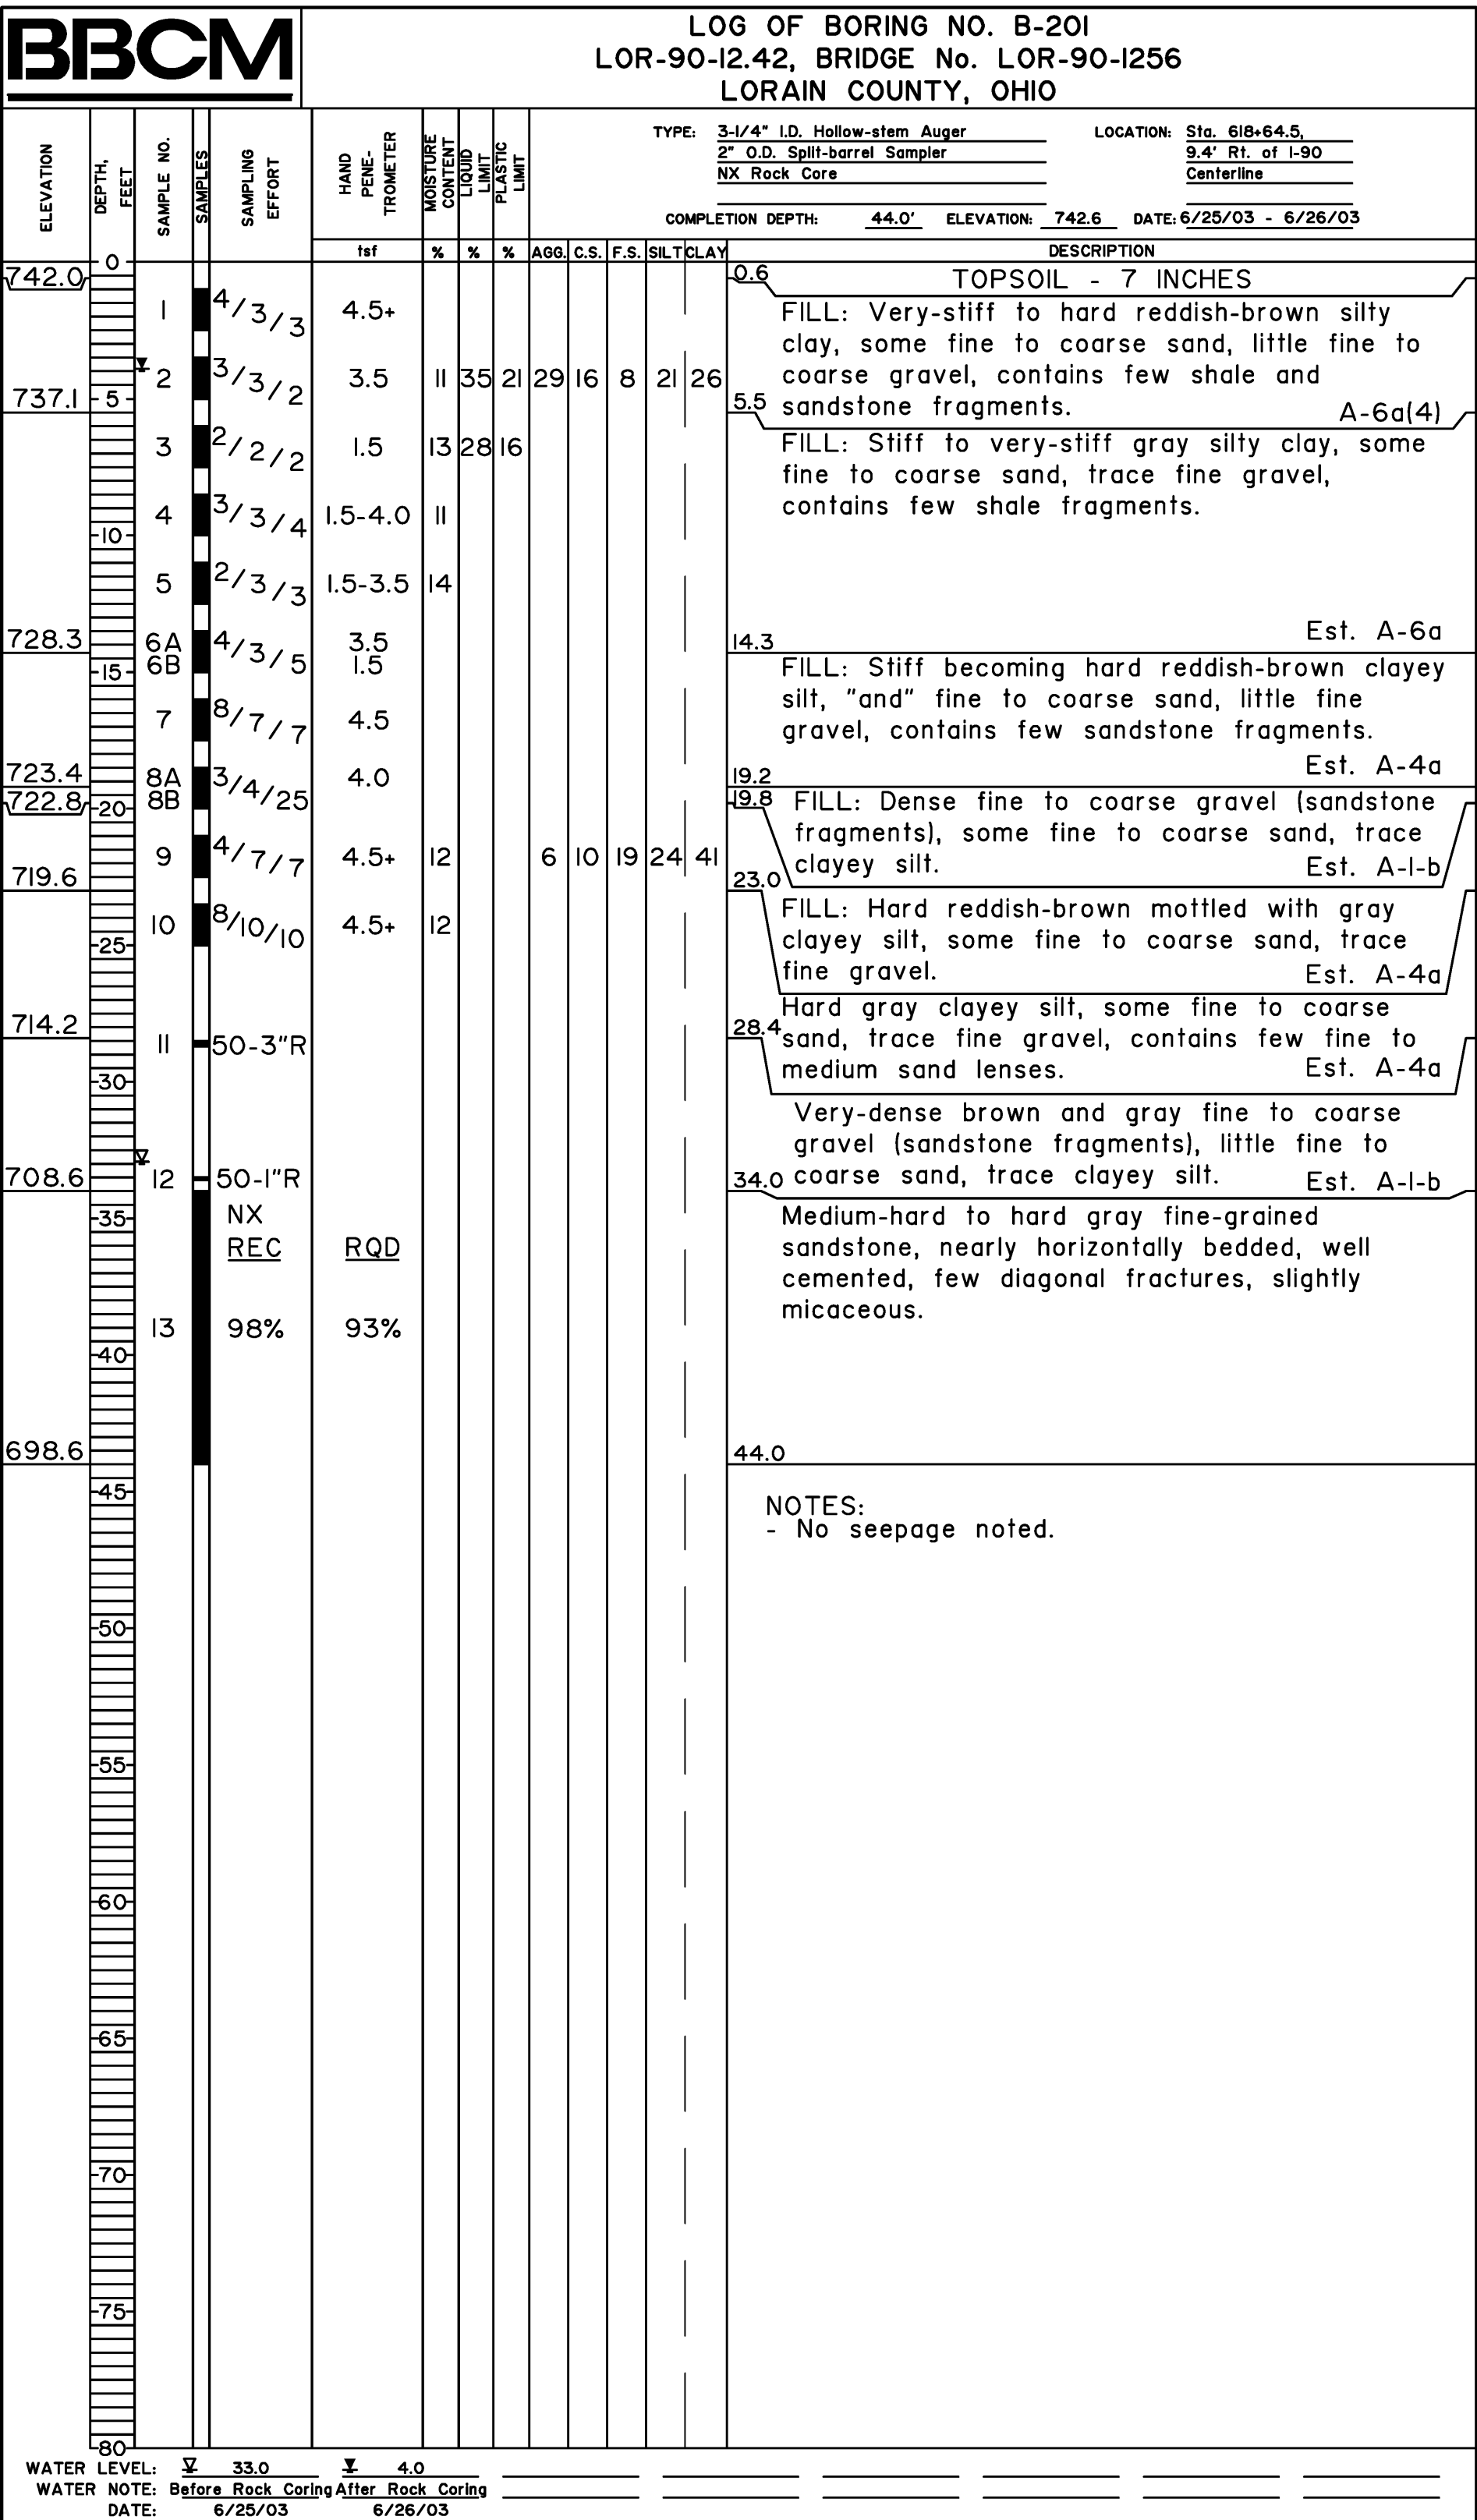 BBCM
LOG OF BORING NO. B-201
LOR-90-12.42, BRIDGE No. LOR-90-1256
LORAIN COUNTY, OHIO
ELEVATION
DEPTH, FEET
SAMPLE NO.
SAMPLES
SAMPLING EFFORT
HAND PENE-TROMETER
MOISTURE CONTENT
LIQUID LIMIT
PLASTIC LIMIT
TYPE: 3-1/4" I.D. Hollow-stem Auger
2" O.D. Split-barrel Sampler
NX Rock Core
LOCATION: Sta. 618+64.5,
9.4' Rt. of I-90
Centerline
COMPLETION DEPTH: 44.0' ELEVATION: 742.6 DATE: 6/25/03 - 6/26/03
tsf % % % AGG. C.S. F.S. SILT CLAY DESCRIPTION
0
742.0 0.6 TOPSOIL - 7 INCHES
1 4/3/3 4.5+
FILL: Very-stiff to hard reddish-brown silty
clay, some fine to coarse sand, little fine to
2 3/3/2 3.5 11 35 21 29 16 8 21 26 coarse gravel, contains few shale and
737.1 5 5.5 sandstone fragments. A-6a(4)
3 2/2/2 1.5 13 28 16 FILL: Stiff to very-stiff gray silty clay, some
fine to coarse sand, trace fine gravel,
4 3/3/4 1.5-4.0 11 contains few shale fragments.
10
5 2/3/3 1.5-3.5 14
728.3 6A 4/3/5 3.5 14.3 Est. A-6a
6B 1.5
15 FILL: Stiff becoming hard reddish-brown clayey
silt, "and" fine to coarse sand, little fine
7 8/7/7 4.5 gravel, contains few sandstone fragments.
723.4 8A 3/4/25 4.0 19.2 Est. A-4a
722.8 8B 20 19.8 FILL: Dense fine to coarse gravel (sandstone
fragments), some fine to coarse sand, trace
9 4/7/7 4.5+ 12 6 10 19 24 41 clayey silt. Est. A-1-b
719.6 23.0
10 8/10/10 4.5+ 12 FILL: Hard reddish-brown mottled with gray
25 clayey silt, some fine to coarse sand, trace
fine gravel. Est. A-4a
Hard gray clayey silt, some fine to coarse
714.2 28.4 sand, trace fine gravel, contains few fine to
11 50-3"R medium sand lenses. Est. A-4a
30
Very-dense brown and gray fine to coarse
gravel (sandstone fragments), little fine to
708.6 12 50-1"R 34.0 coarse sand, trace clayey silt. Est. A-1-b
35 NX Medium-hard to hard gray fine-grained
REC RQD sandstone, nearly horizontally bedded, well
cemented, few diagonal fractures, slightly
micaceous.
13 98% 93%
40
698.6 44.0
45
NOTES:
- No seepage noted.
50
55
60
65
70
75
80
WATER LEVEL: 33.0 4.0
WATER NOTE: Before Rock Coring After Rock Coring
DATE: 6/25/03 6/26/03